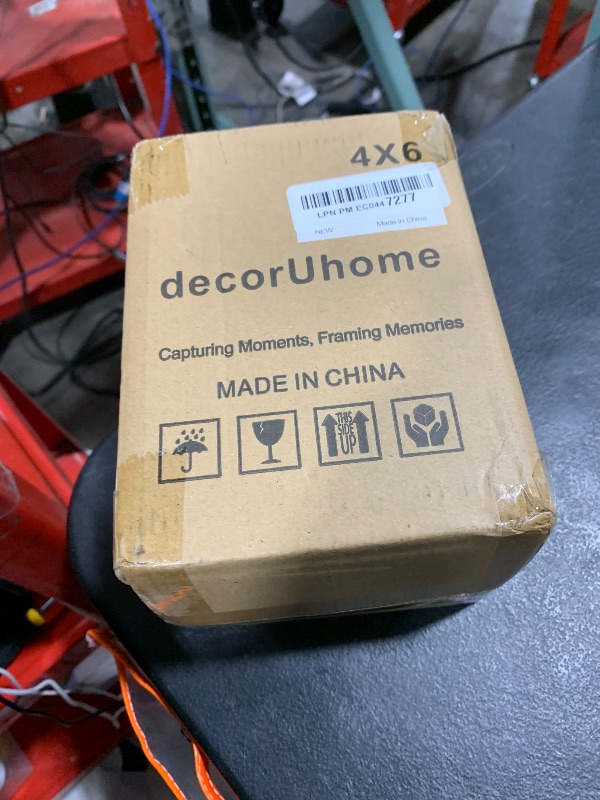 4X6
LPN PM EC0447277
NEW Made in China
decorUhome
Capturing Moments, Framing Memories
MADE IN CHINA
THIS
SIDE
UP